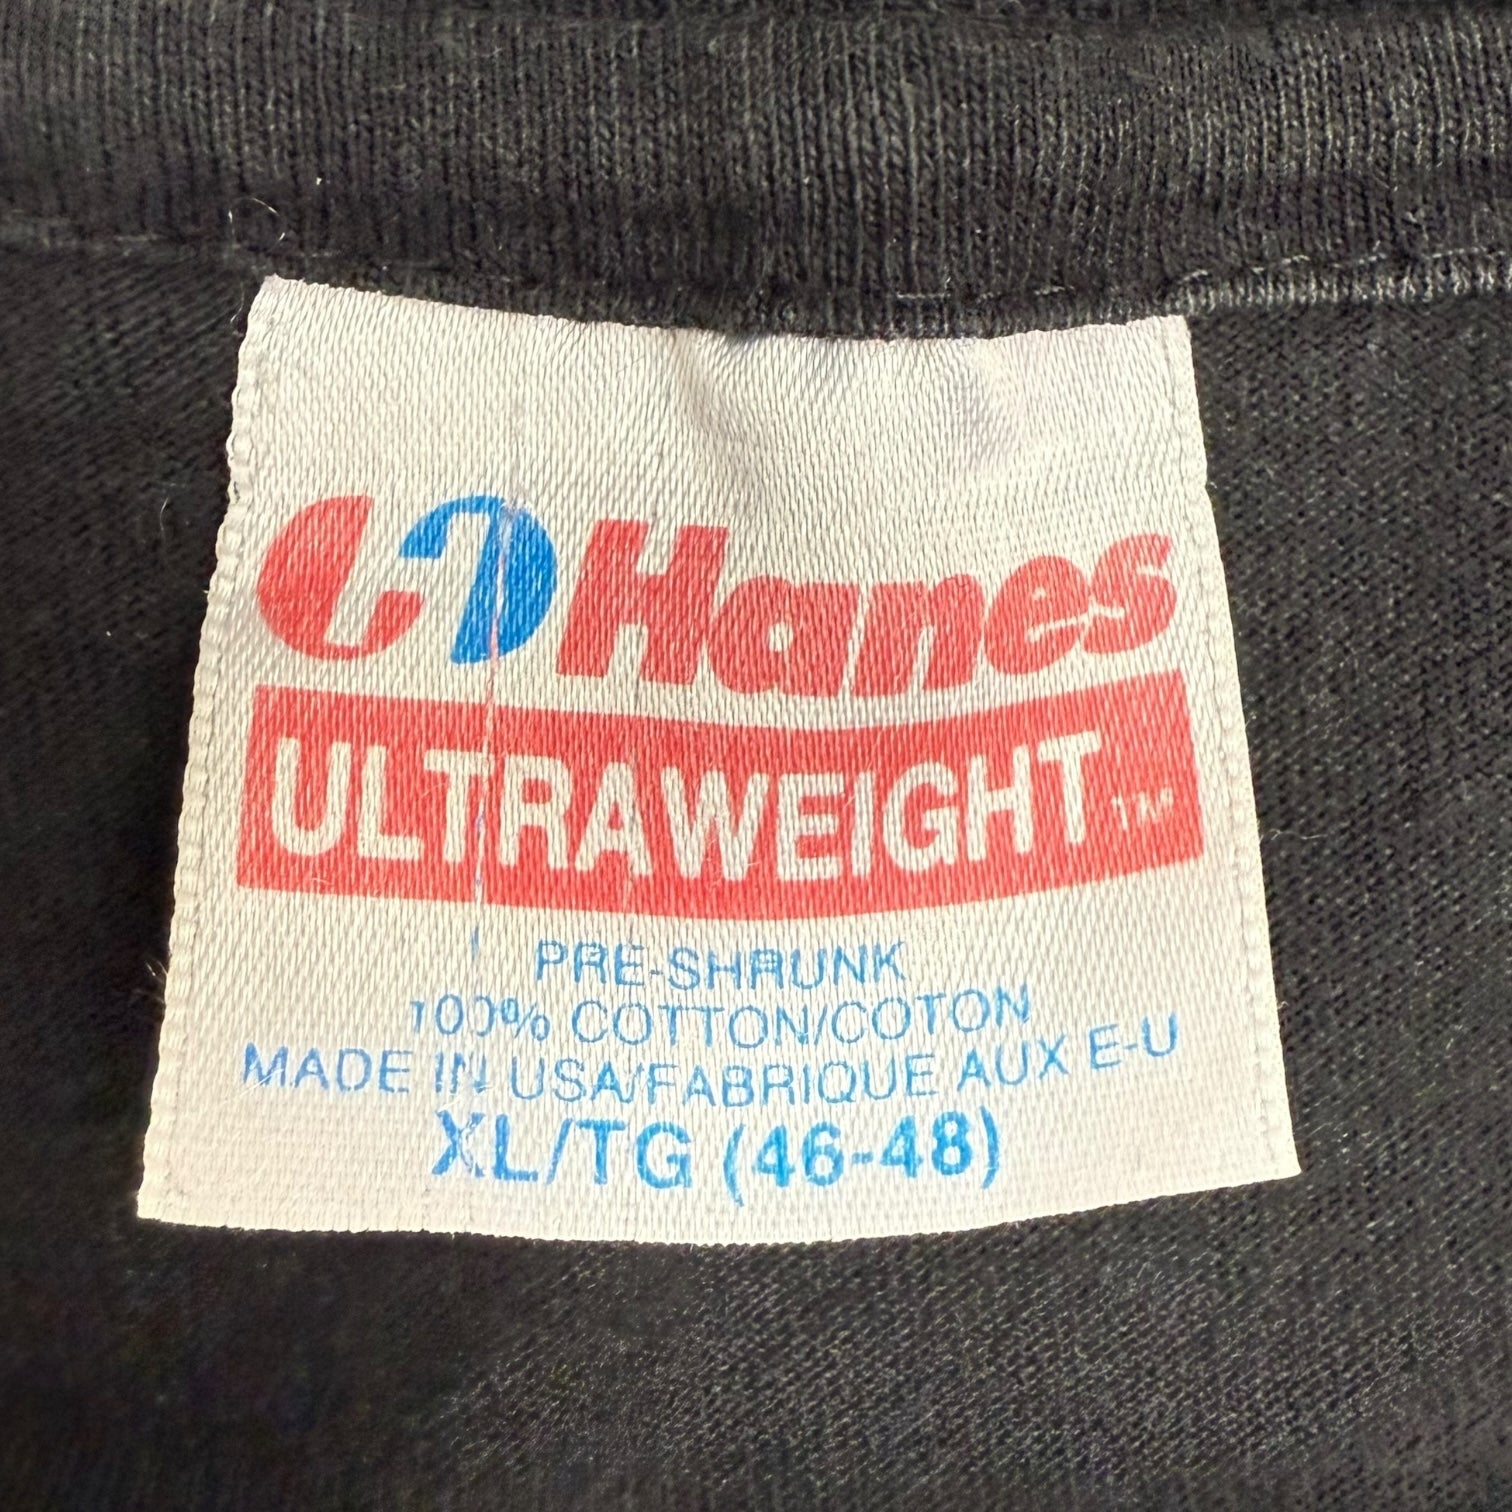 Hanes
ULTRAWEIGHT™
PRE-SHRUNK
100% COTTON/COTON
MADE IN USA/FABRIQUE AUX E-U
XL/TG (46-48)